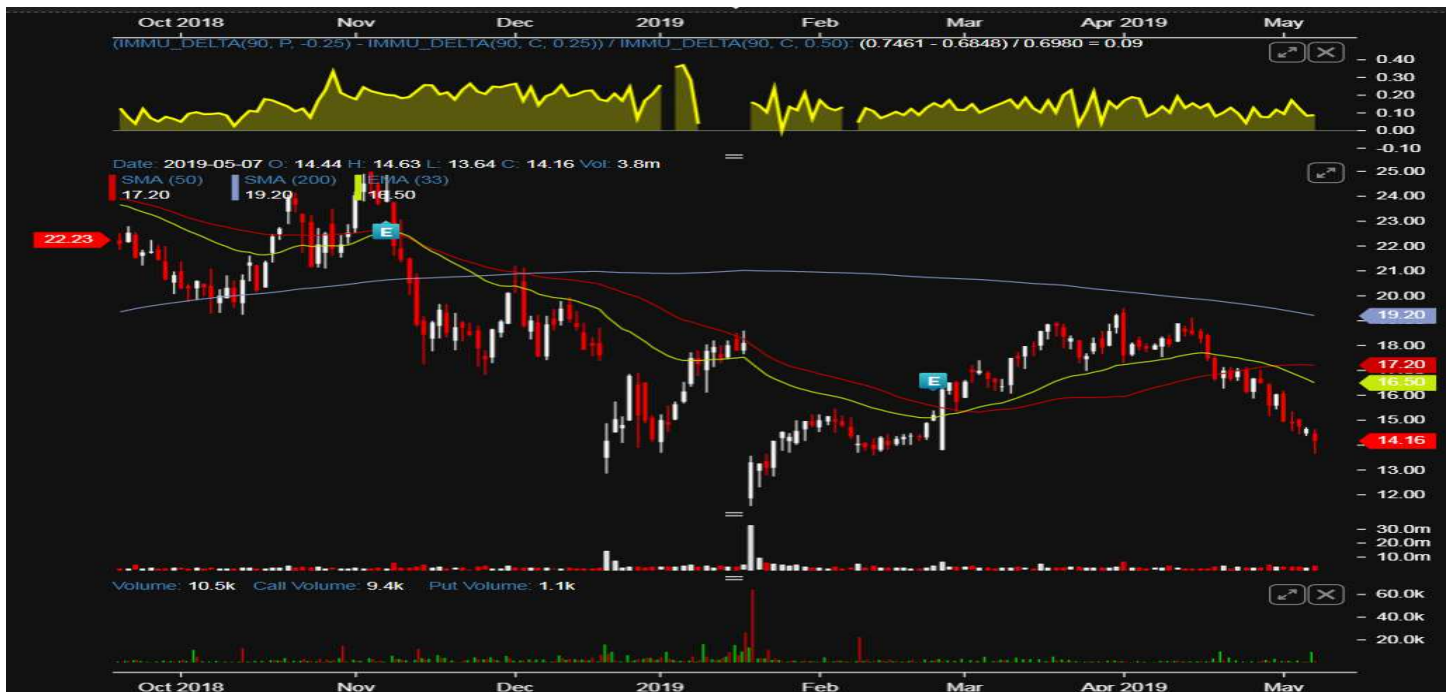 Oct 2018 Nov Dec 2019 Feb Mar Apr 2019 May
(IMMU_DELTA(90, P, -0.25) - IMMU_DELTA(90, C, 0.25)) / IMMU_DELTA(90, C, 0.50): (0.7461 - 0.6848) / 0.6980 = 0.09
0.40
0.30
0.20
0.10
0.00
-0.10
Date: 2019-05-07 O: 14.44 H: 14.63 L: 13.64 C: 14.16 Vol: 3.8m
SMA (50) SMA (200) EMA (33)
17.20 19.20 16.50
25.00
24.00
23.00
E
22.23
22.00
21.00
20.00
19.20
18.00
17.20
E
16.50
16.00
15.00
14.16
13.00
12.00
30.0m
20.0m
10.0m
Volume: 10.5k Call Volume: 9.4k Put Volume: 1.1k
60.0k
40.0k
20.0k
Oct 2018 Nov Dec 2019 Feb Mar Apr 2019 May